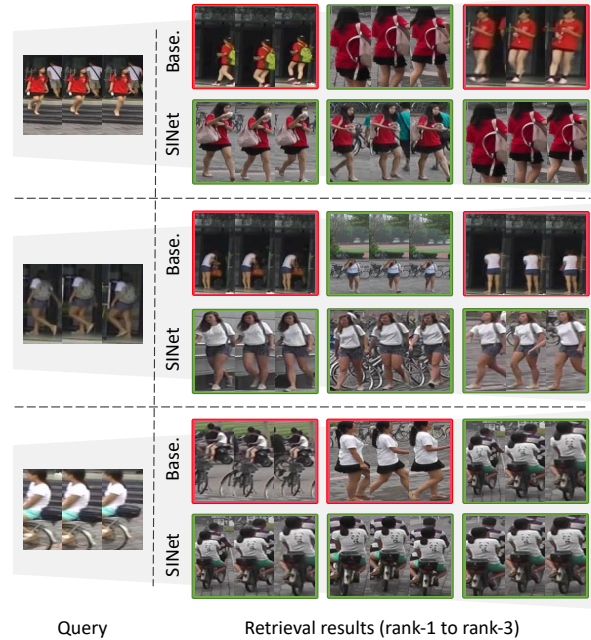 Base.
SINet
Base.
SINet
Base.
SINet
Query
Retrieval results (rank-1 to rank-3)